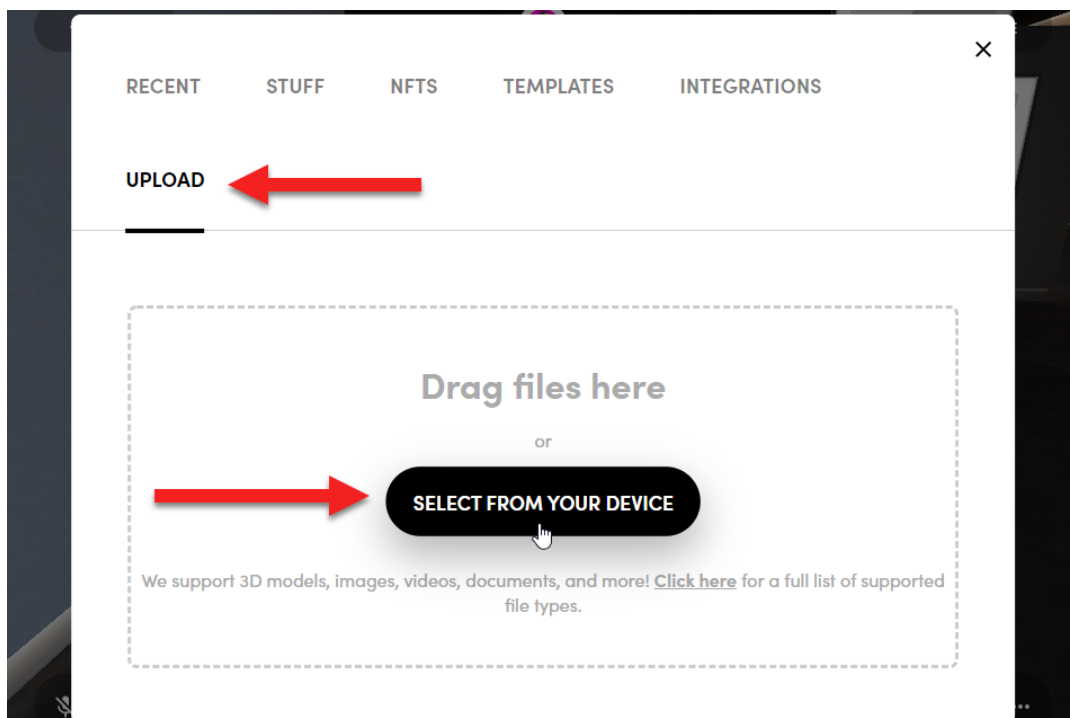 RECENT STUFF NFTS TEMPLATES INTEGRATIONS
UPLOAD
Drag files here
or
SELECT FROM YOUR DEVICE
We support 3D models, images, videos, documents, and more! Click here for a full list of supported
file types.